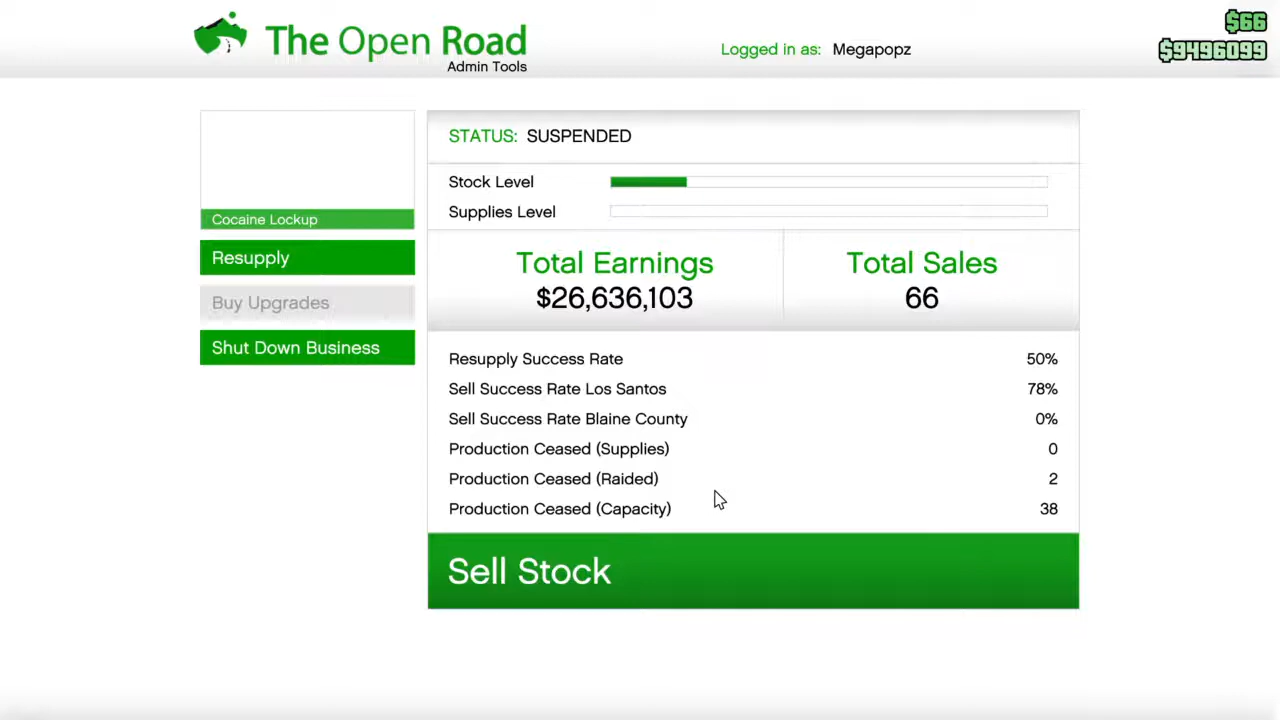 The Open Road
Admin Tools
Logged in as: Megapopz
$66
$9496099
Cocaine Lockup
Resupply
Buy Upgrades
Shut Down Business
STATUS: SUSPENDED
Stock Level
Supplies Level
Total Earnings
$26,636,103
Total Sales
66
Resupply Success Rate 50%
Sell Success Rate Los Santos 78%
Sell Success Rate Blaine County 0%
Production Ceased (Supplies) 0
Production Ceased (Raided) 2
Production Ceased (Capacity) 38
Sell Stock